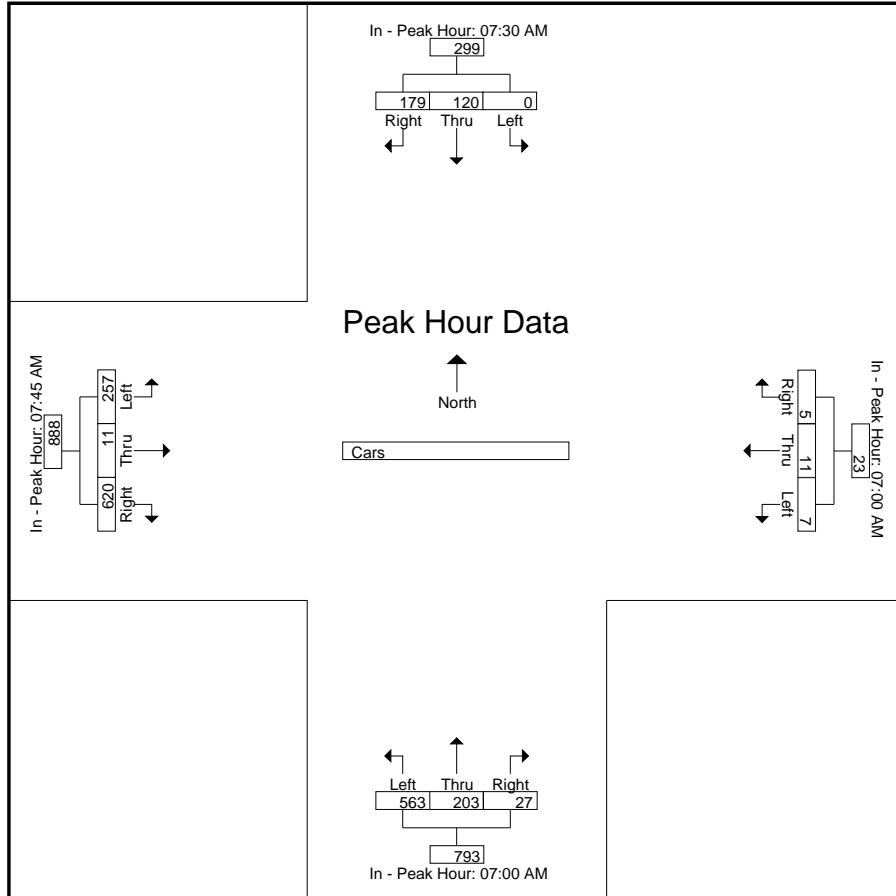 In - Peak Hour: 07:30 AM
299
179 120 0
Right Thru Left
Peak Hour Data
North
Cars
In - Peak Hour: 07:45 AM
888
257 11 620
Left Thru Right
In - Peak Hour: 07:00 AM
23
5 11 7
Right Thru Left
Left Thru Right
563 203 27
793
In - Peak Hour: 07:00 AM